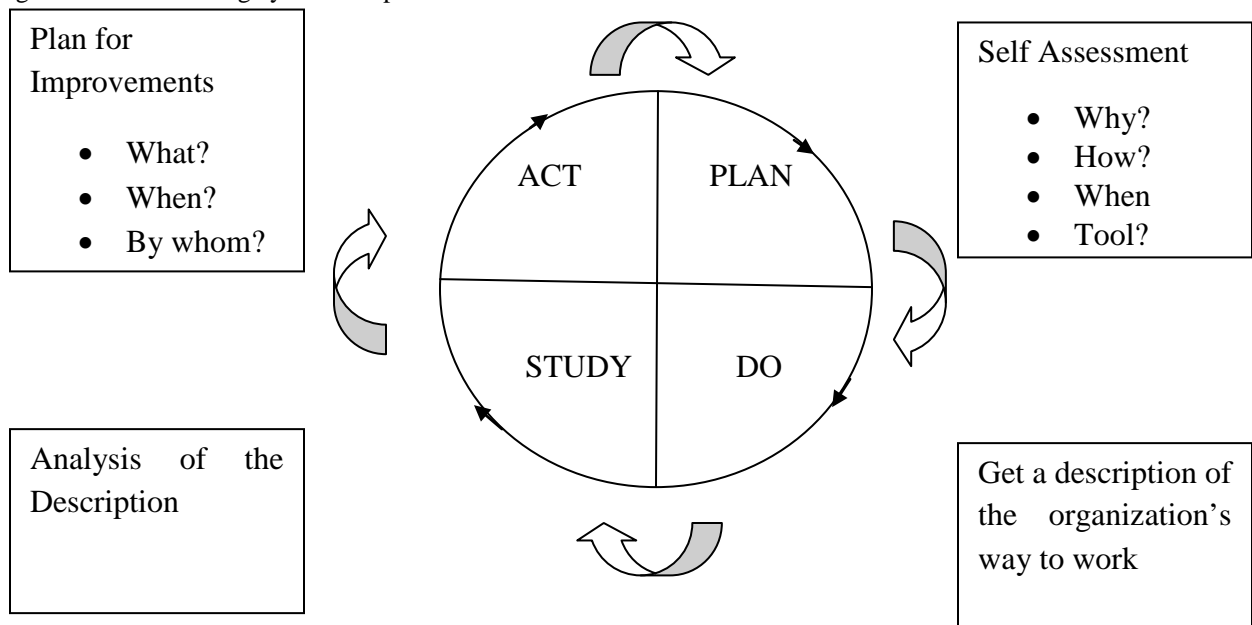 Plan for
Improvements
• What?
• When?
• By whom?
Self Assessment
• Why?
• How?
• When
• Tool?
ACT
PLAN
STUDY
DO
Analysis of the
Description
Get a description of
the organization's
way to work